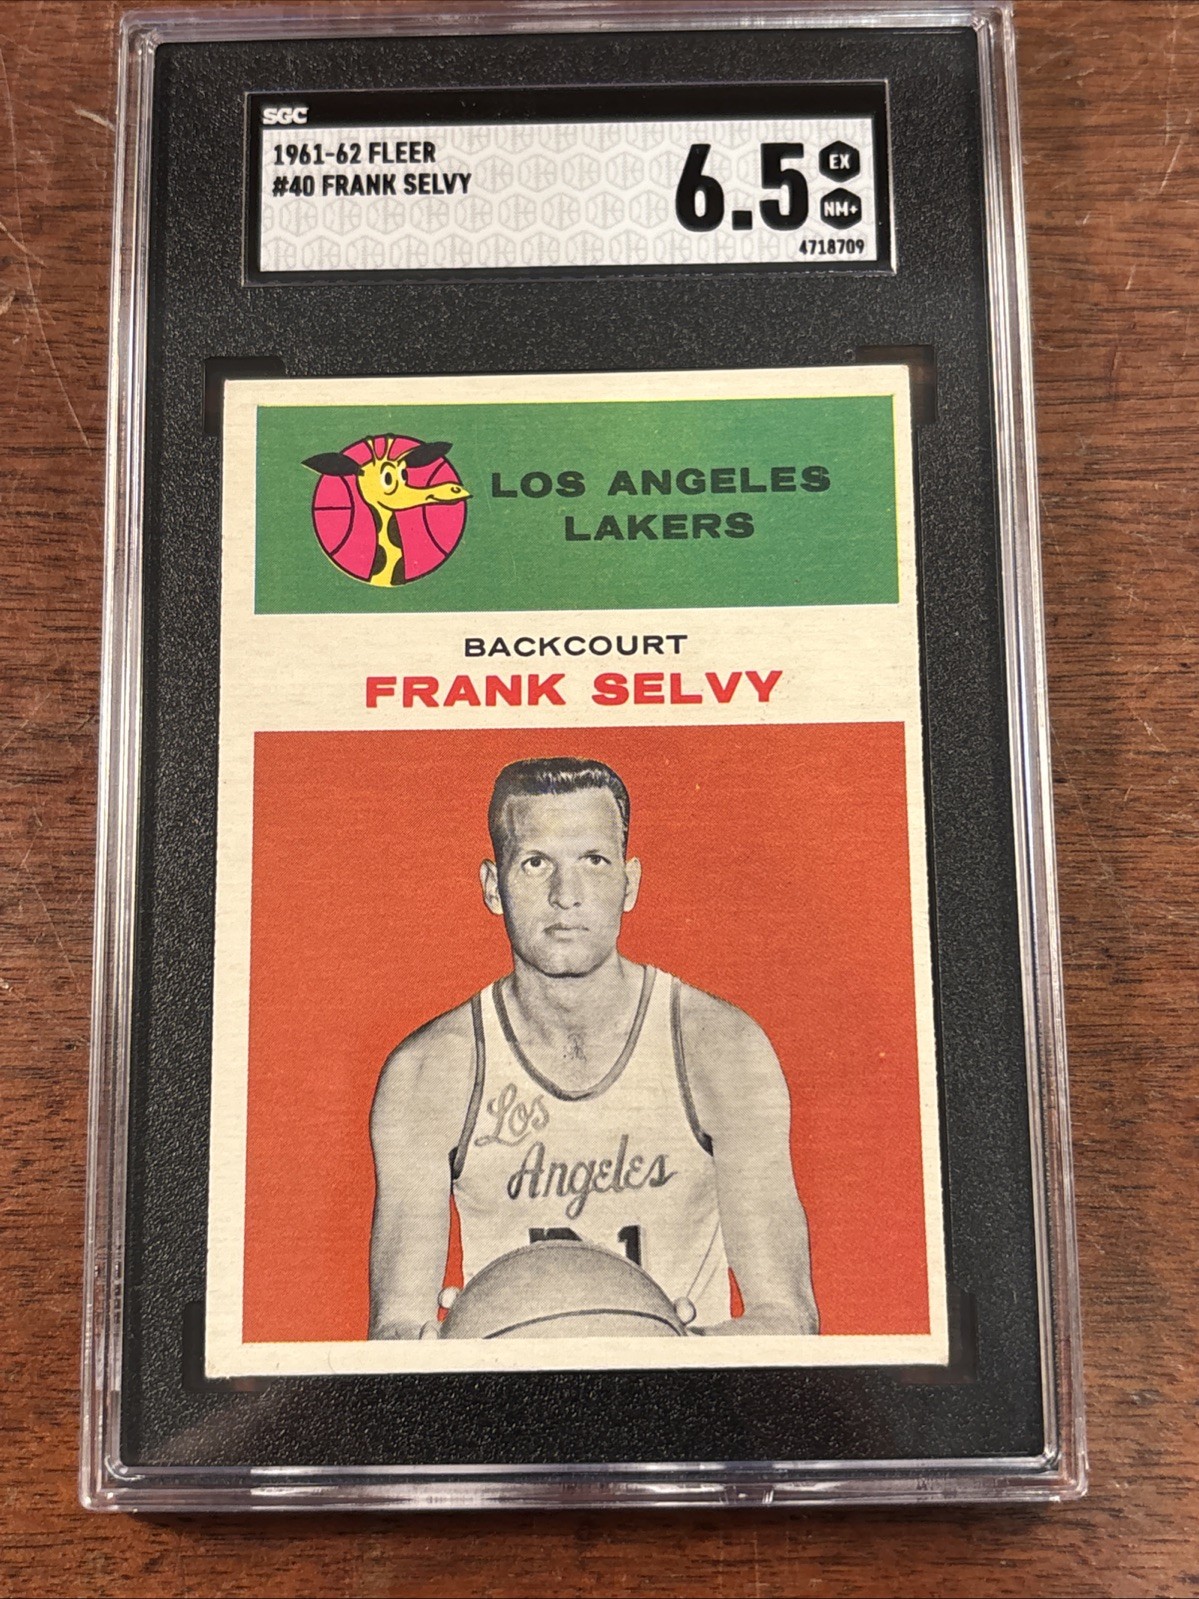 SGC
1961-62 FLEER
#40 FRANK SELVY
6.5
EX
NM+
4718709
LOS ANGELES
LAKERS
BACKCOURT
FRANK SELVY
Los
Angeles